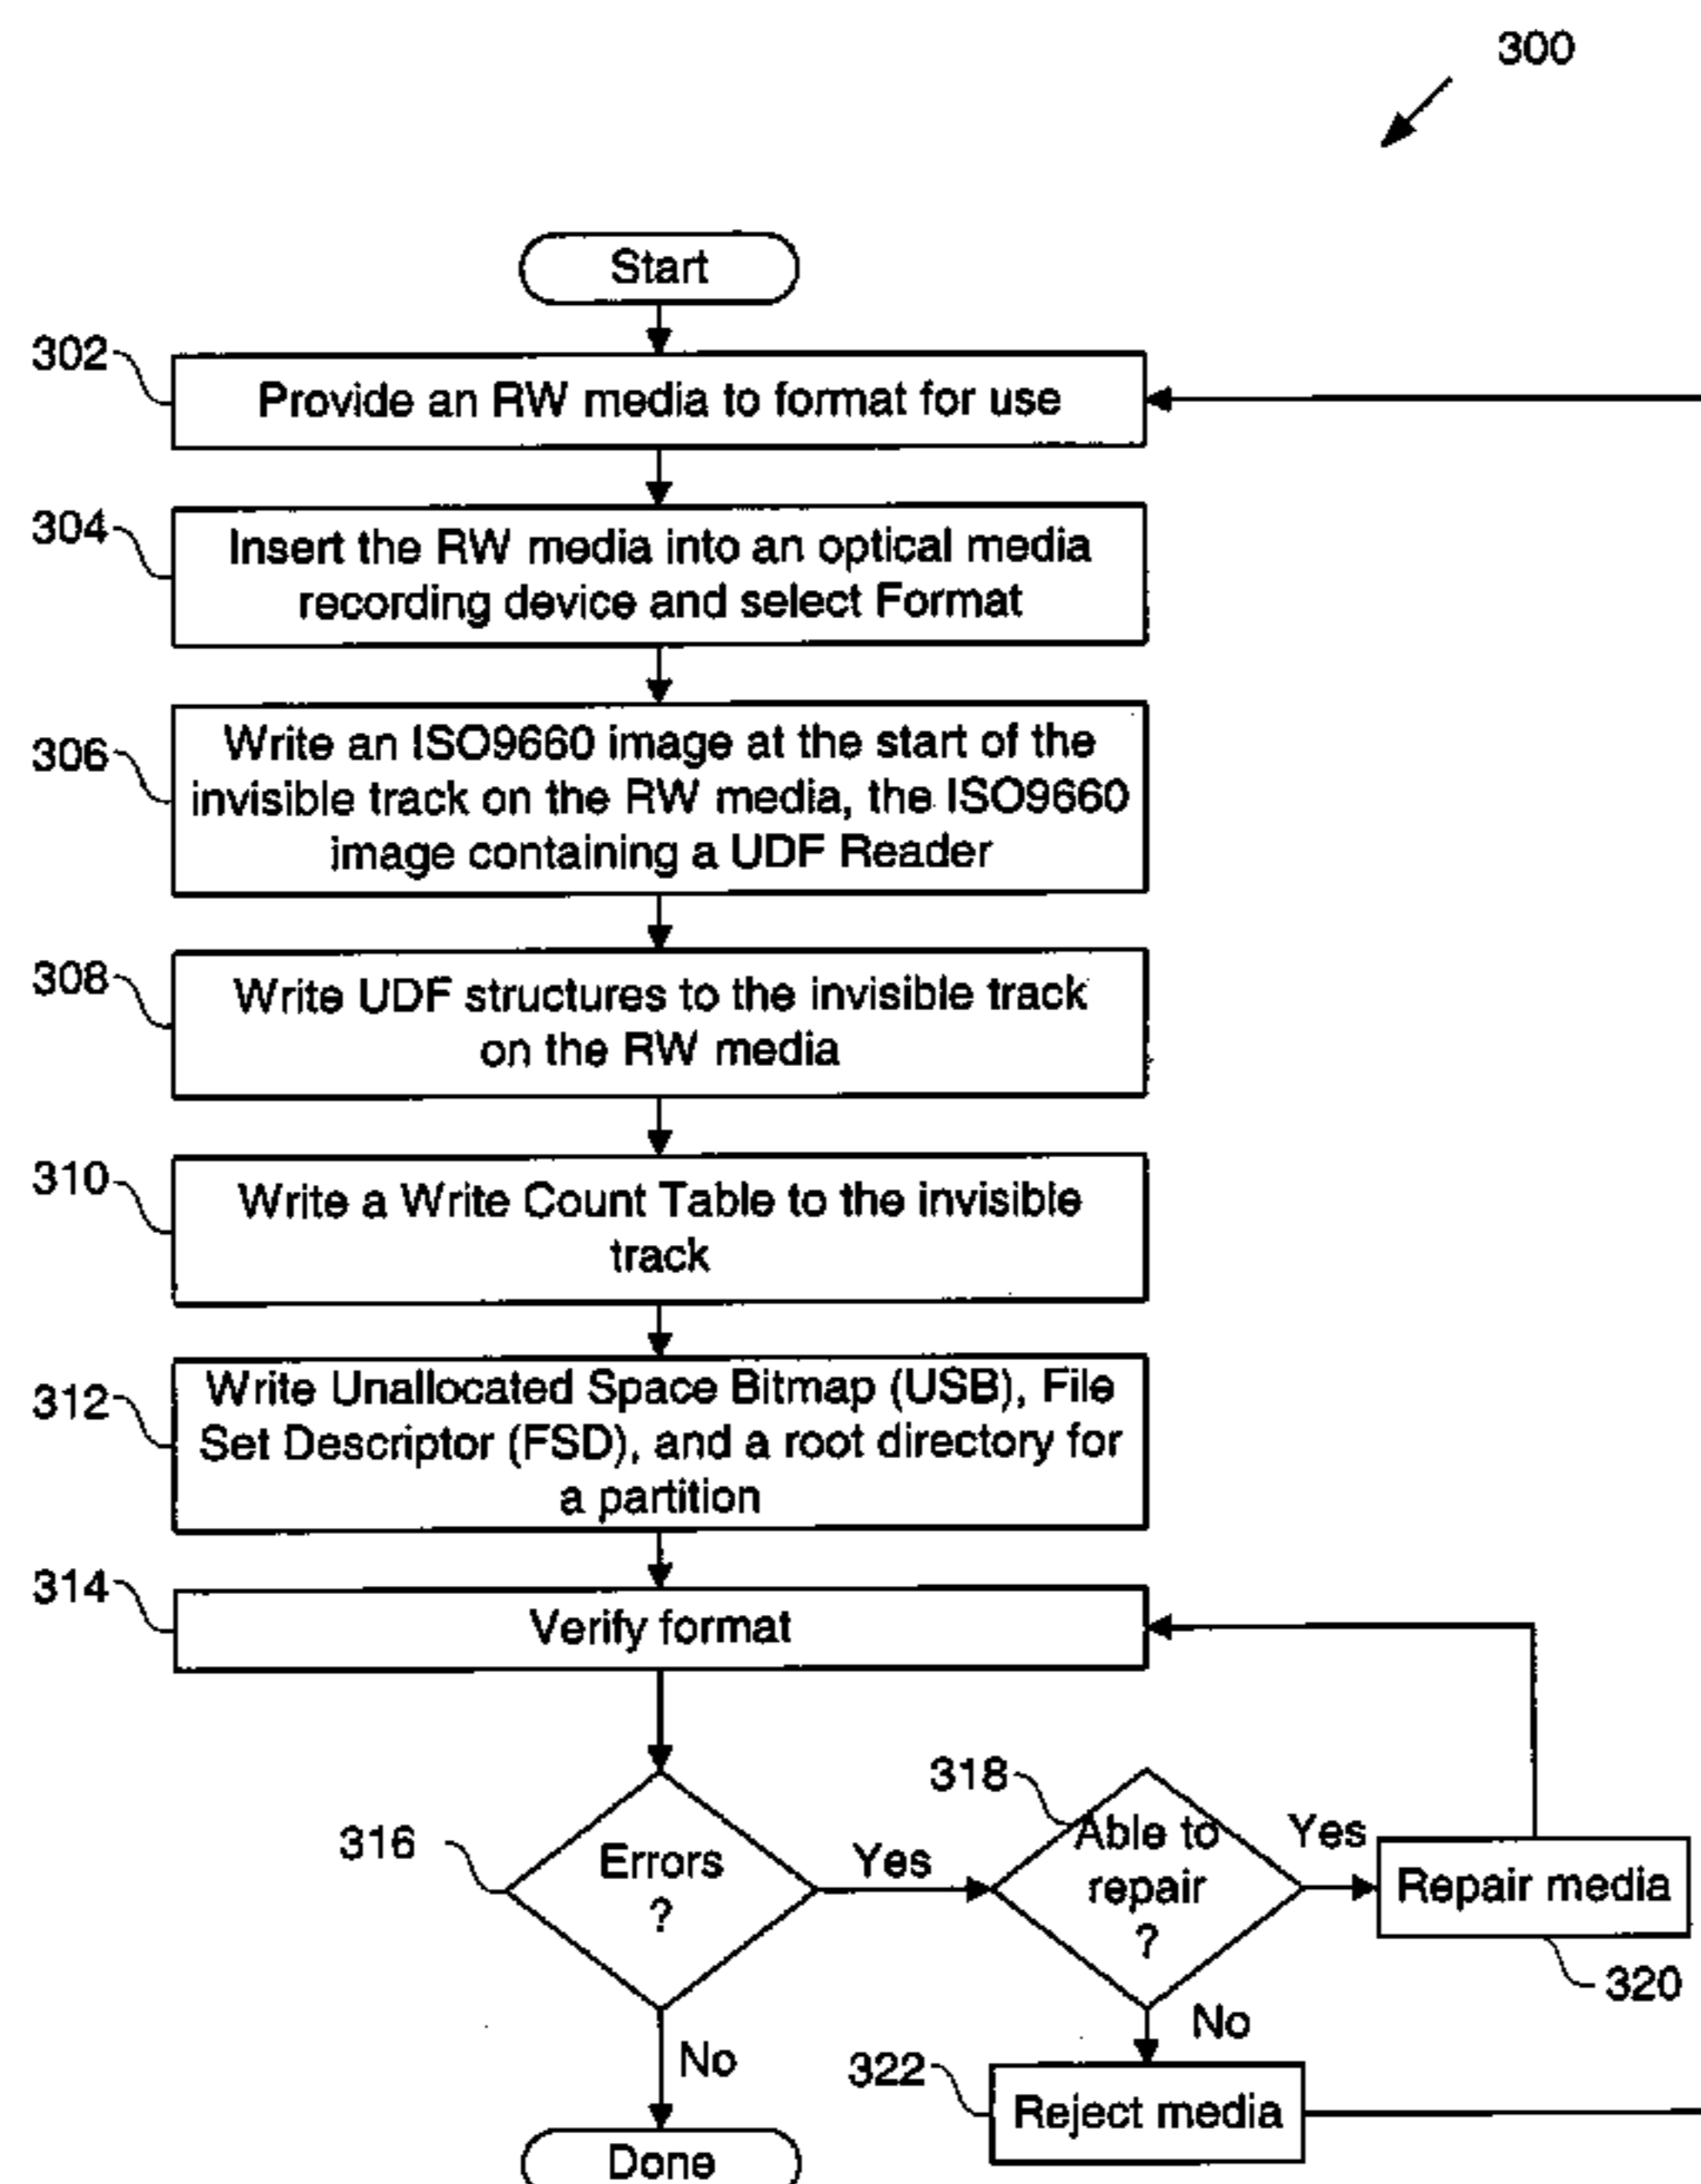 300
Start
302
Provide an RW media to format for use
304
Insert the RW media into an optical media
recording device and select Format
306
Write an ISO9660 image at the start of the
invisible track on the RW media, the ISO9660
image containing a UDF Reader
308
Write UDF structures to the invisible track
on the RW media
310
Write a Write Count Table to the invisible
track
312
Write Unallocated Space Bitmap (USB), File
Set Descriptor (FSD), and a root directory for
a partition
314
Verify format
316
Errors
?
Yes
318
Able to
repair
?
Yes
Repair media
320
No
No
322
Reject media
Done